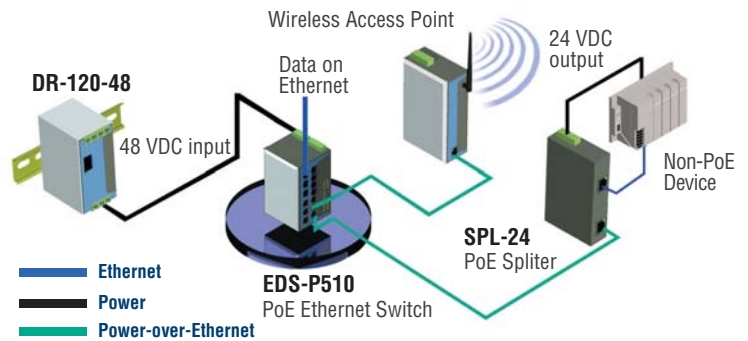 Wireless Access Point
DR-120-48
Data on
Ethernet
24 VDC
output
48 VDC input
Non-PoE
Device
SPL-24
PoE Spliter
EDS-P510
PoE Ethernet Switch
Ethernet
Power
Power-over-Ethernet